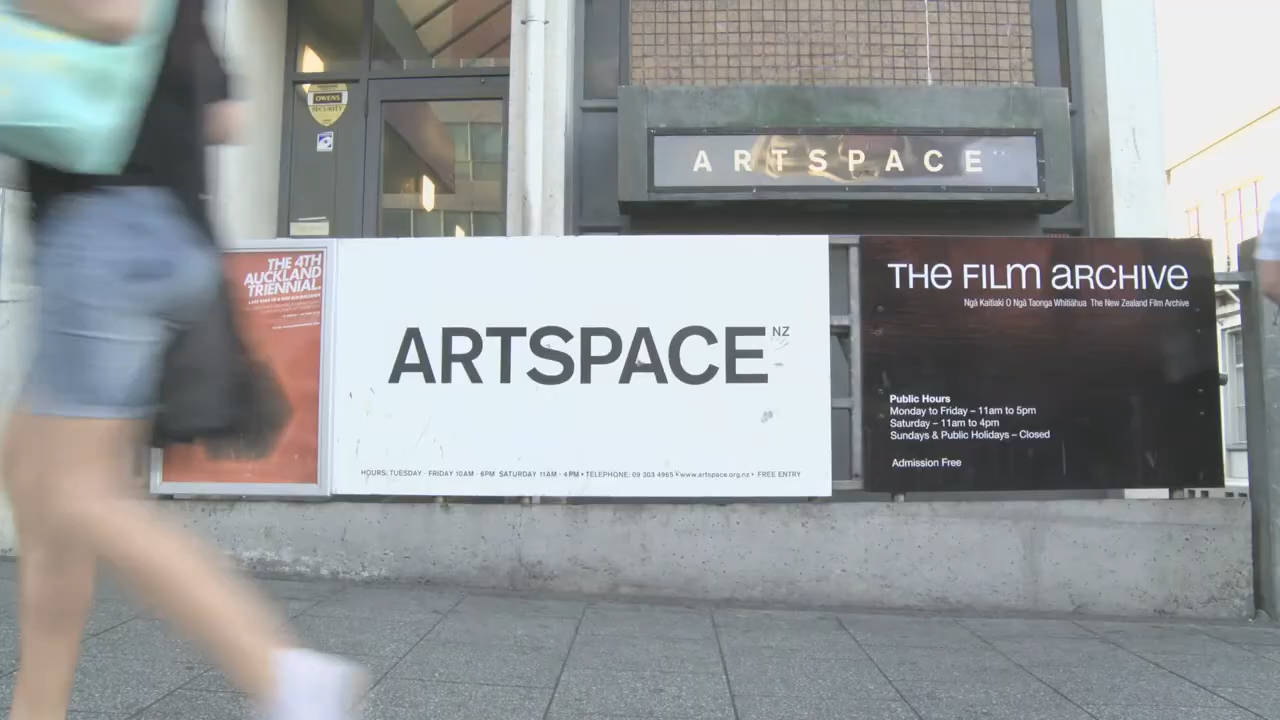 OWENS
SECURITY
ARTSPACE
THE 4TH
AUCKLAND
TRIENNIAL
ARTSPACE NZ
HOURS: TUESDAY - FRIDAY 10AM - 6PM SATURDAY 11AM - 4PM • TELEPHONE: 09 303 4965 • www.artspace.org.nz • FREE ENTRY
THE FILM ARCHIVE
Ngā Kaitiaki O Ngā Taonga Whitiāhua The New Zealand Film Archive
Public Hours
Monday to Friday – 11am to 5pm
Saturday – 11am to 4pm
Sundays & Public Holidays – Closed
Admission Free